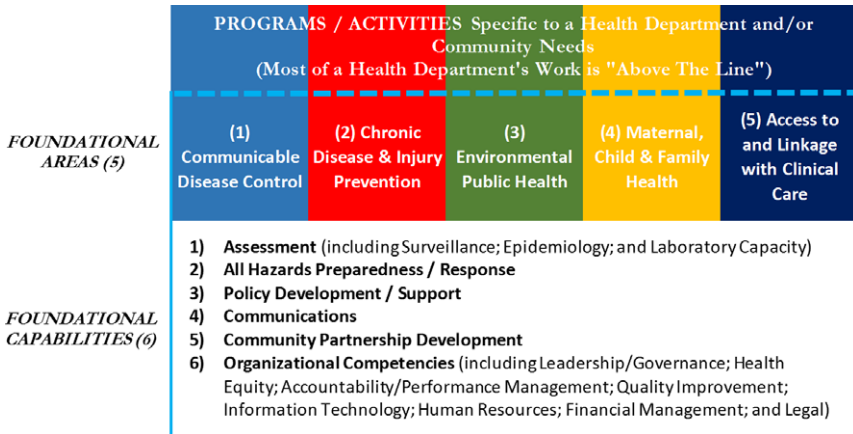 PROGRAMS / ACTIVITIES Specific to a Health Department and/or
Community Needs
(Most of a Health Department's Work is "Above The Line")
FOUNDATIONAL
AREAS (5)
(1)
Communicable
Disease Control
(2) Chronic
Disease & Injury
Prevention
(3)
Environmental
Public Health
(4) Maternal,
Child & Family
Health
(5) Access to
and Linkage
with Clinical
Care
FOUNDATIONAL
CAPABILITIES (6)
1) Assessment (including Surveillance; Epidemiology; and Laboratory Capacity)
2) All Hazards Preparedness / Response
3) Policy Development / Support
4) Communications
5) Community Partnership Development
6) Organizational Competencies (including Leadership/Governance; Health
Equity; Accountability/Performance Management; Quality Improvement;
Information Technology; Human Resources; Financial Management; and Legal)